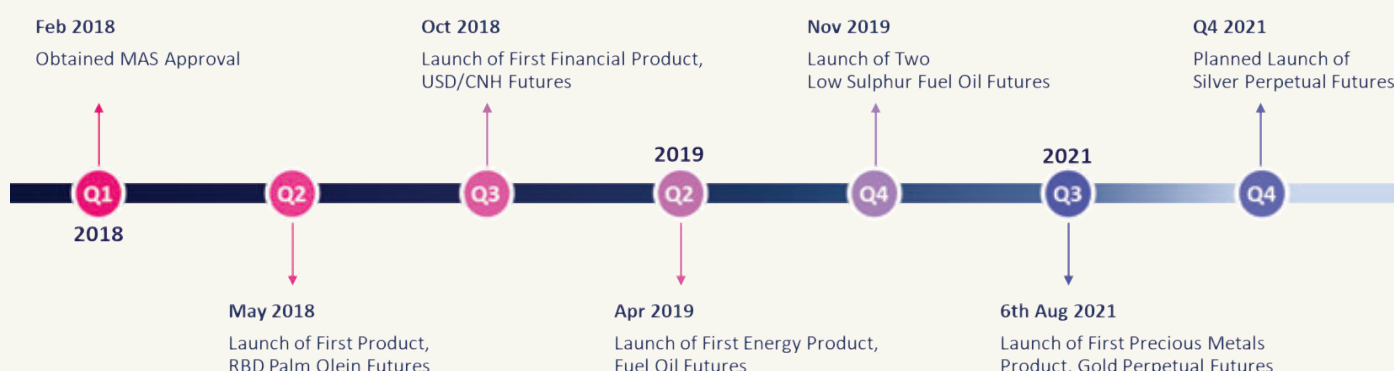 Feb 2018
Obtained MAS Approval
Oct 2018
Launch of First Financial Product,
USD/CNH Futures
Nov 2019
Launch of Two
Low Sulphur Fuel Oil Futures
Q4 2021
Planned Launch of
Silver Perpetual Futures
2019
2021
Q1
Q2
Q3
Q2
Q4
Q3
Q4
2018
May 2018
Launch of First Product,
RBD Palm Olein Futures
Apr 2019
Launch of First Energy Product,
Fuel Oil Futures
6th Aug 2021
Launch of First Precious Metals
Product, Gold Perpetual Futures